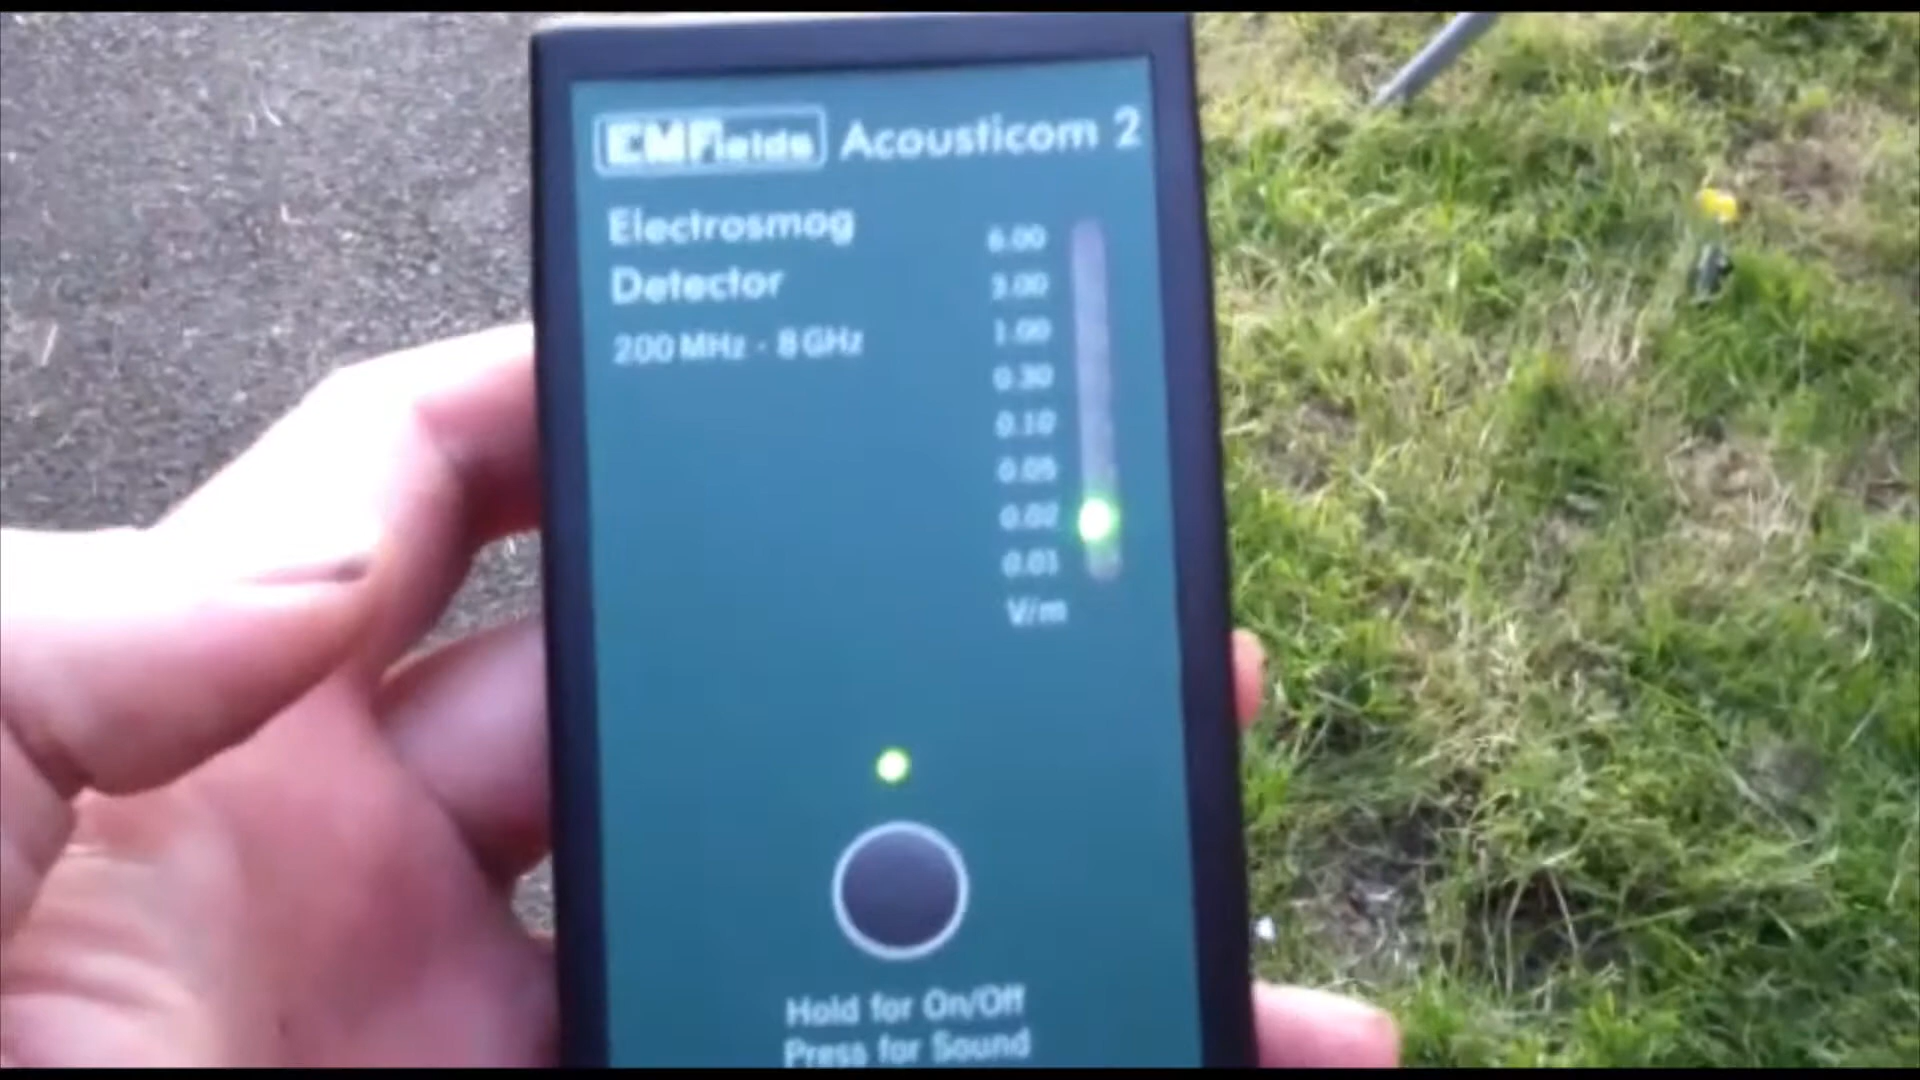 EMFields Acousticom 2
Electrosmog
Detector
200 MHz - 8 GHz
6.00
3.00
1.00
0.30
0.10
0.05
0.02
0.01
V/m
Hold for On/Off
Press for Sound